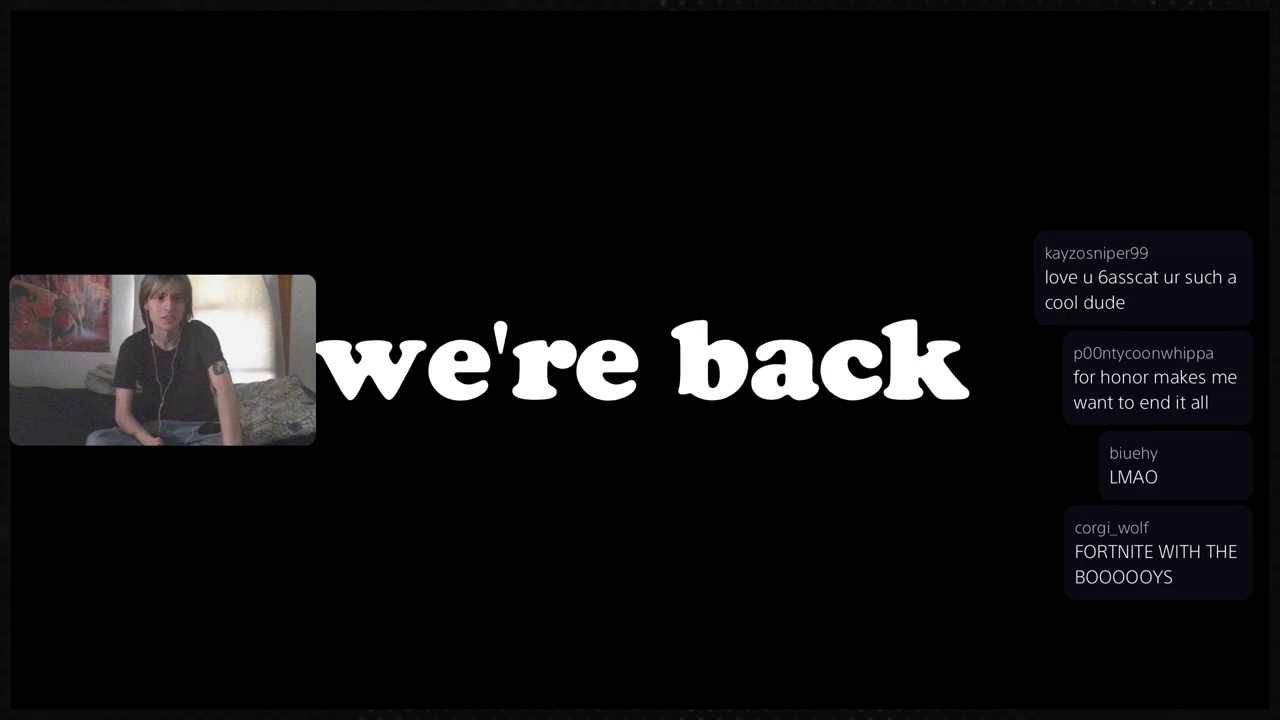 we're back
kayzosniper99
love u 6asscat ur such a
cool dude
p00ntycoonwhippa
for honor makes me
want to end it all
biuehy
LMAO
corgi_wolf
FORTNITE WITH THE
BOOOOOYS